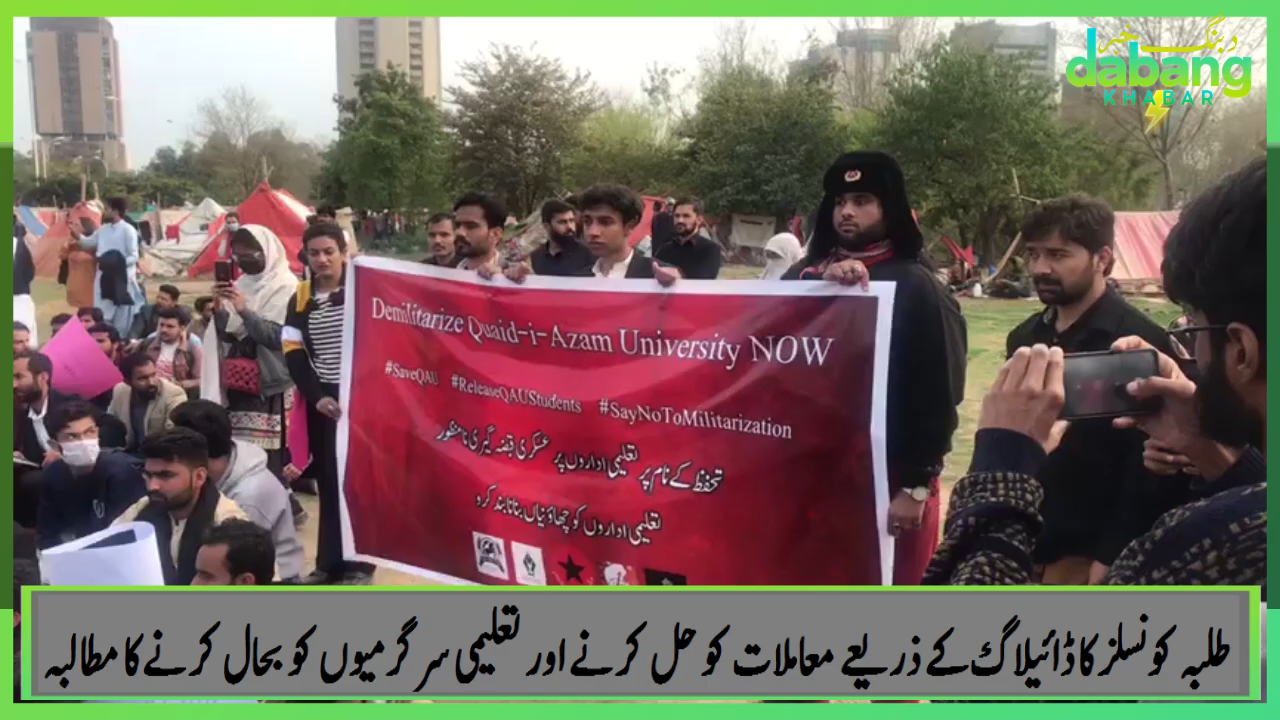 دبنگ خبر
dabang
KHABAR
Demilitarize Quaid-i-Azam University NOW
#SaveQAU #ReleaseQAUStudents #SayNoToMilitarization
تحفظ کے نام پر تعلیمی اداروں پر عسکری قبضہ گیری نامنظور
تعلیمی اداروں کو چھاؤنیاں بنانا بند کرو
طلبہ کونسلز کا ڈائیلاگ کے ذریعے معاملات کو حل کرنے اور تعلیمی سرگرمیوں کو بحال کرنے کا مطالبہ